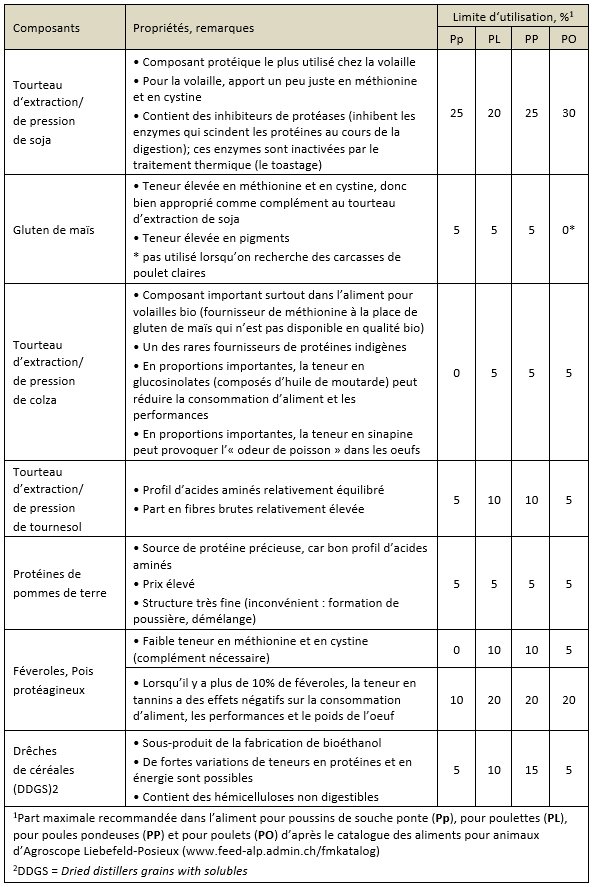 Composants
Propriétés, remarques
Limite d'utilisation, %1
Pp PL PP PO
Tourteau
d'extraction/
de pression
de soja
• Composant protéique le plus utilisé chez la volaille
• Pour la volaille, apport un peu juste en méthionine
et en cystine
• Contient des inhibiteurs de protéases (inhibent les
enzymes qui scindent les protéines au cours de la
digestion); ces enzymes sont inactivées par le
traitement thermique (le toastage)
25 20 25 30
Gluten de maïs
• Teneur élevée en méthionine et en cystine, donc
bien approprié comme complément au tourteau
d'extraction de soja
• Teneur élevée en pigments
* pas utilisé lorsqu'on recherche des carcasses de
poulet claires
5 5 5 0*
Tourteau
d'extraction/
de pression
de colza
• Composant important surtout dans l'aliment pour
volailles bio (fournisseur de méthionine à la place de
gluten de maïs qui n'est pas disponible en qualité bio)
• Un des rares fournisseurs de protéines indigènes
• En proportions importantes, la teneur en
glucosinolates (composés d'huile de moutarde) peut
réduire la consommation d'aliment et les
performances
• En proportions importantes, la teneur en sinapine
peut provoquer l'« odeur de poisson » dans les oeufs
0 5 5 5
Tourteau
d'extraction/
de pression
de tournesol
• Profil d'acides aminés relativement équilibré
• Part en fibres brutes relativement élevée
5 10 10 5
Protéines de
pommes de terre
• Source de protéine précieuse, car bon profil d'acides
aminés
• Prix élevé
• Structure très fine (inconvénient : formation de
poussière, démélange)
5 5 5 5
Féveroles, Pois
protéagineux
• Faible teneur en méthionine et en cystine
(complément nécessaire)
0 10 10 5
• Lorsqu'il y a plus de 10% de féveroles, la teneur en
tannins a des effets négatifs sur la consommation
d'aliment, les performances et le poids de l'oeuf
10 20 20 20
Drêches
de céréales
(DDGS)2
• Sous-produit de la fabrication de bioéthanol
• De fortes variations de teneurs en protéines et en
énergie sont possibles
• Contient des hémicelluloses non digestibles
5 10 15 5
1Part maximale recommandée dans l'aliment pour poussins de souche ponte (Pp), pour poulettes (PL),
pour poules pondeuses (PP) et pour poulets (PO) d'après le catalogue des aliments pour animaux
d'Agroscope Liebefeld-Posieux (www.feed-alp.admin.ch/fmkatalog)
2DDGS = Dried distillers grains with solubles